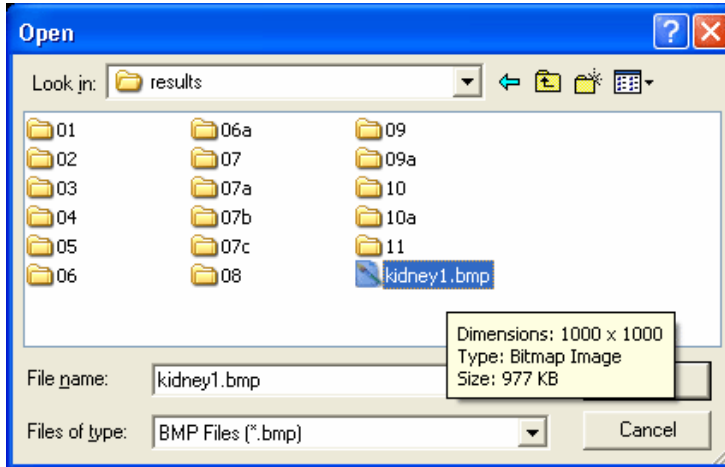 Open
Look in: results
01 06a 09
02 07 09a
03 07a 10
04 07b 10a
05 07c 11
06 08 kidney1.bmp
Dimensions: 1000 x 1000
Type: Bitmap Image
Size: 977 KB
File name: kidney1.bmp
Files of type: BMP Files (*.bmp) Cancel